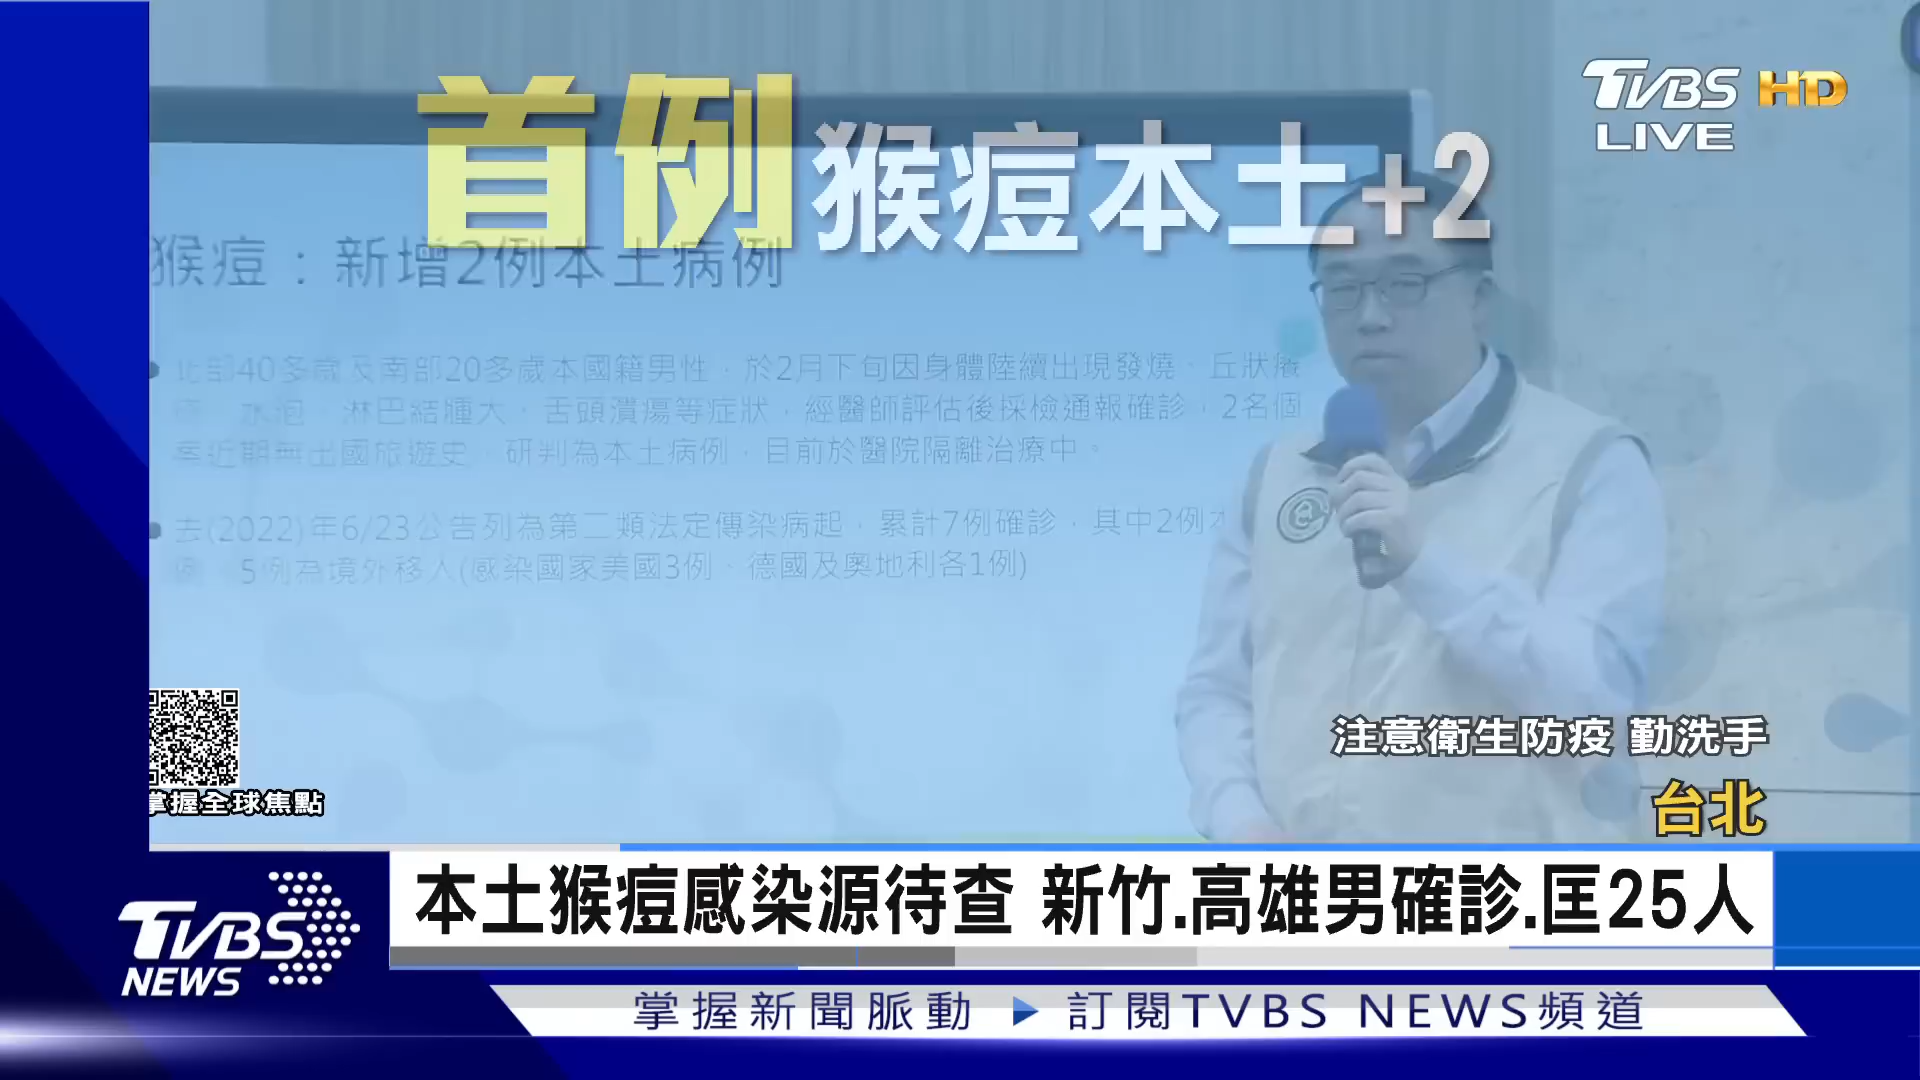 首例猴痘本土+2
TVBS HD
LIVE
猴痘：新增2例本土病例
北部40多歲及南部20多歲本國籍男性，於2月下旬因身體陸續出現發燒、丘狀癢
水泡、淋巴結腫大、舌頭潰瘍等症狀，經醫師評估後採檢通報確診，2名個
案近期無出國旅遊史，研判為本土病例，目前於醫院隔離治療中。
去(2022)年6/23公告列為第二類法定傳染病起，累計7例確診，其中2例本
例、5例為境外移入(感染國家美國3例、德國及奧地利各1例)
注意衛生防疫 勤洗手
台北
掌握全球焦點
本土猴痘感染源待查 新竹.高雄男確診.匡25人
TVBS
NEWS
掌握新聞脈動 ▶ 訂閱TVBS NEWS頻道